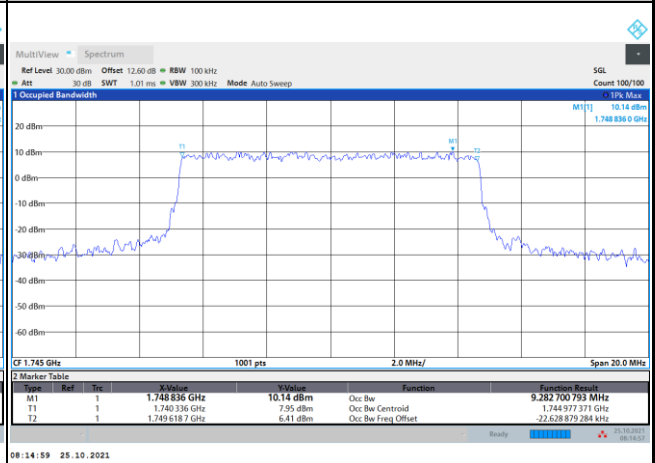 MultiView Spectrum
Ref Level 30.00 dBm Offset 12.60 dB RBW 100 kHz SGL
Att 30 dB SWT 1.01 ms VBW 300 kHz Mode Auto Sweep Count 100/100
1 Occupied Bandwidth 1Pk Max
M1[1] 10.14 dBm
1.748 836 0 GHz
20 dBm
M1
T1 T2
10 dBm
0 dBm
-10 dBm
-20 dBm
-30 dBm
-40 dBm
-50 dBm
-60 dBm
CF 1.745 GHz 1001 pts 2.0 MHz/ Span 20.0 MHz
2 Marker Table
Type Ref Trc X-Value Y-Value Function Function Result
M1 1 1.748 836 GHz 10.14 dBm Occ Bw 9.282 700 793 MHz
T1 1 1.740 336 GHz 7.95 dBm Occ Bw Centroid 1.744 977 371 GHz
T2 1 1.749 618 7 GHz 6.41 dBm Occ Bw Freq Offset -22.628 879 284 kHz
Ready 25.10.2021
08:14:57
08:14:59 25.10.2021